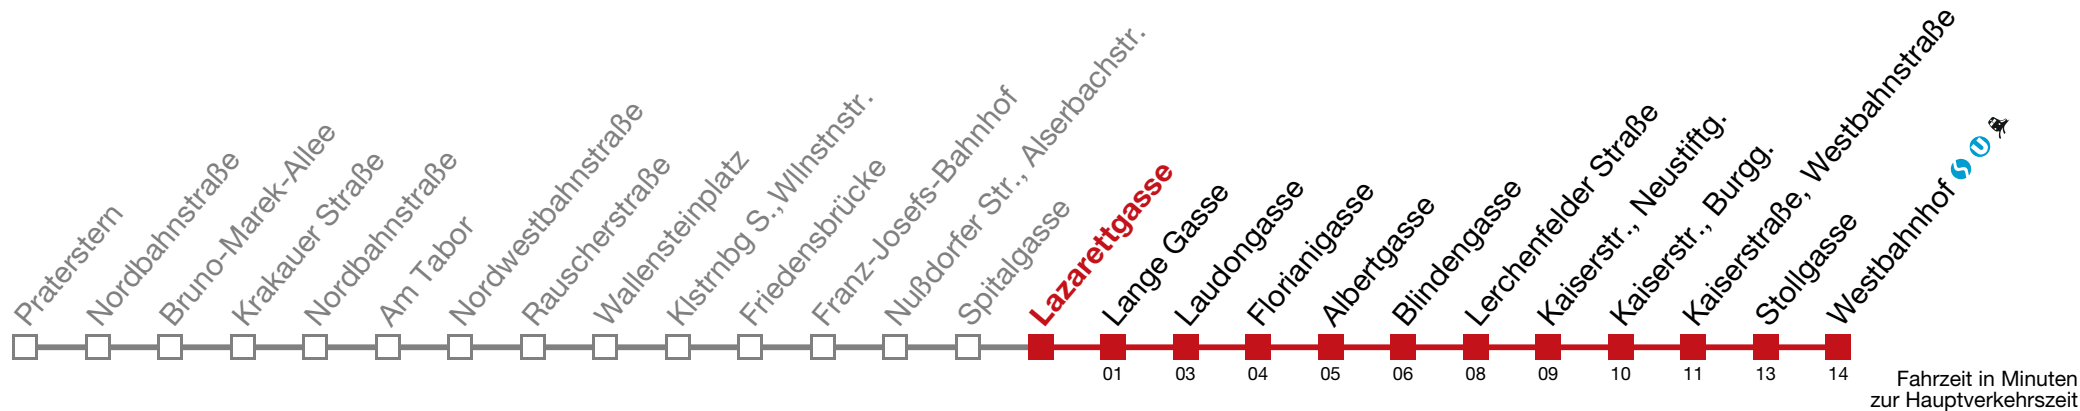 Praterstern
Nordbahnstraße
Bruno-Marek-Allee
Krakauer Straße
Nordbahnstraße
Am Tabor
Nordwestbahnstraße
Rauscherstraße
Wallensteinplatz
Klstrnbg S.,Wllnstnstr.
Friedensbrücke
Franz-Josefs-Bahnhof
Nußdorfer Str., Alserbachstr.
Spitalgasse
Lazarettgasse
Lange Gasse
Laudongasse
Florianigasse
Albertgasse
Blindengasse
Lerchenfelder Straße
Kaiserstr., Neustiftg.
Kaiserstr., Burgg.
Kaiserstraße, Westbahnstraße
Stollgasse
Westbahnhof S U
01 03 04 05 06 08 09 10 11 13 14
Fahrzeit in Minuten
zur Hauptverkehrszeit